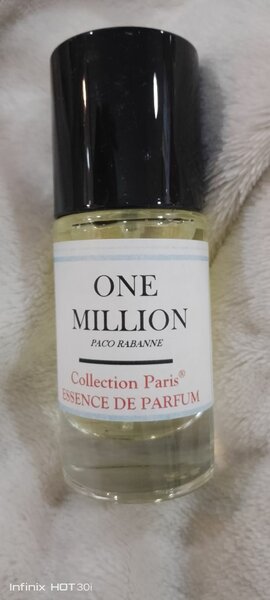 ONE
MILLION
PACO RABANNE
Collection Paris®
ESSENCE DE PARFUM
Infinix HOT 30i